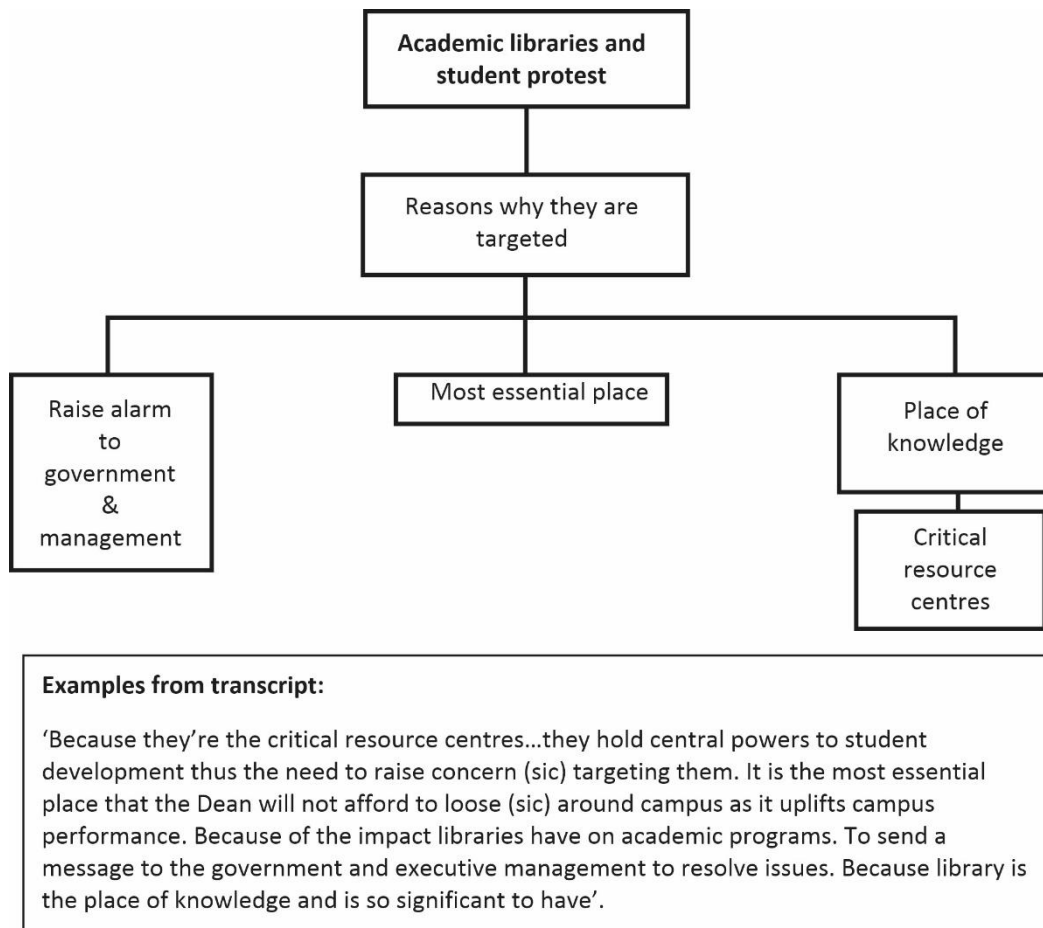 Academic libraries and
student protest
Reasons why they are
targeted
Raise alarm
to
government
&
management
Most essential place
Place of
knowledge
Critical
resource
centres
Examples from transcript:
‘Because they’re the critical resource centres…they hold central powers to student
development thus the need to raise concern (sic) targeting them. It is the most essential
place that the Dean will not afford to loose (sic) around campus as it uplifts campus
performance. Because of the impact libraries have on academic programs. To send a
message to the government and executive management to resolve issues. Because library is
the place of knowledge and is so significant to have’.